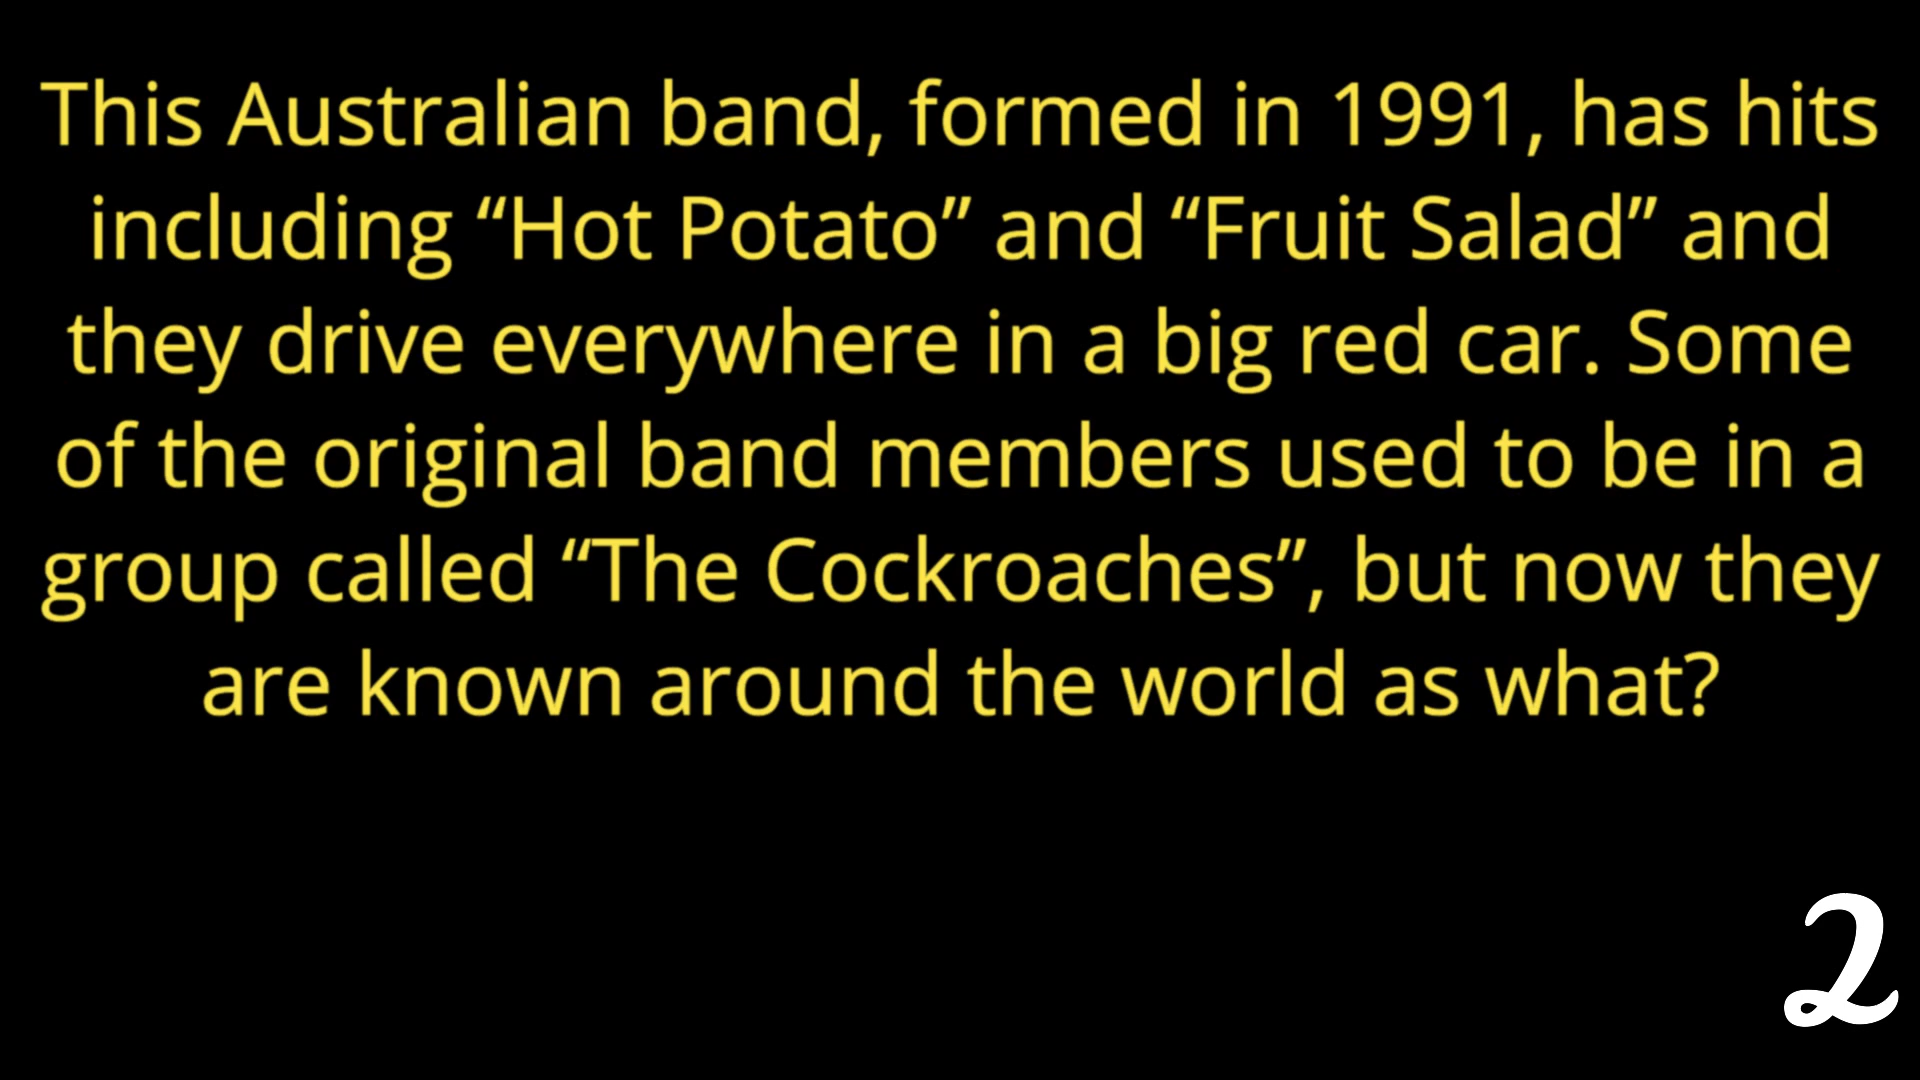 This Australian band, formed in 1991, has hits
including “Hot Potato” and “Fruit Salad” and
they drive everywhere in a big red car. Some
of the original band members used to be in a
group called “The Cockroaches”, but now they
are known around the world as what?
2